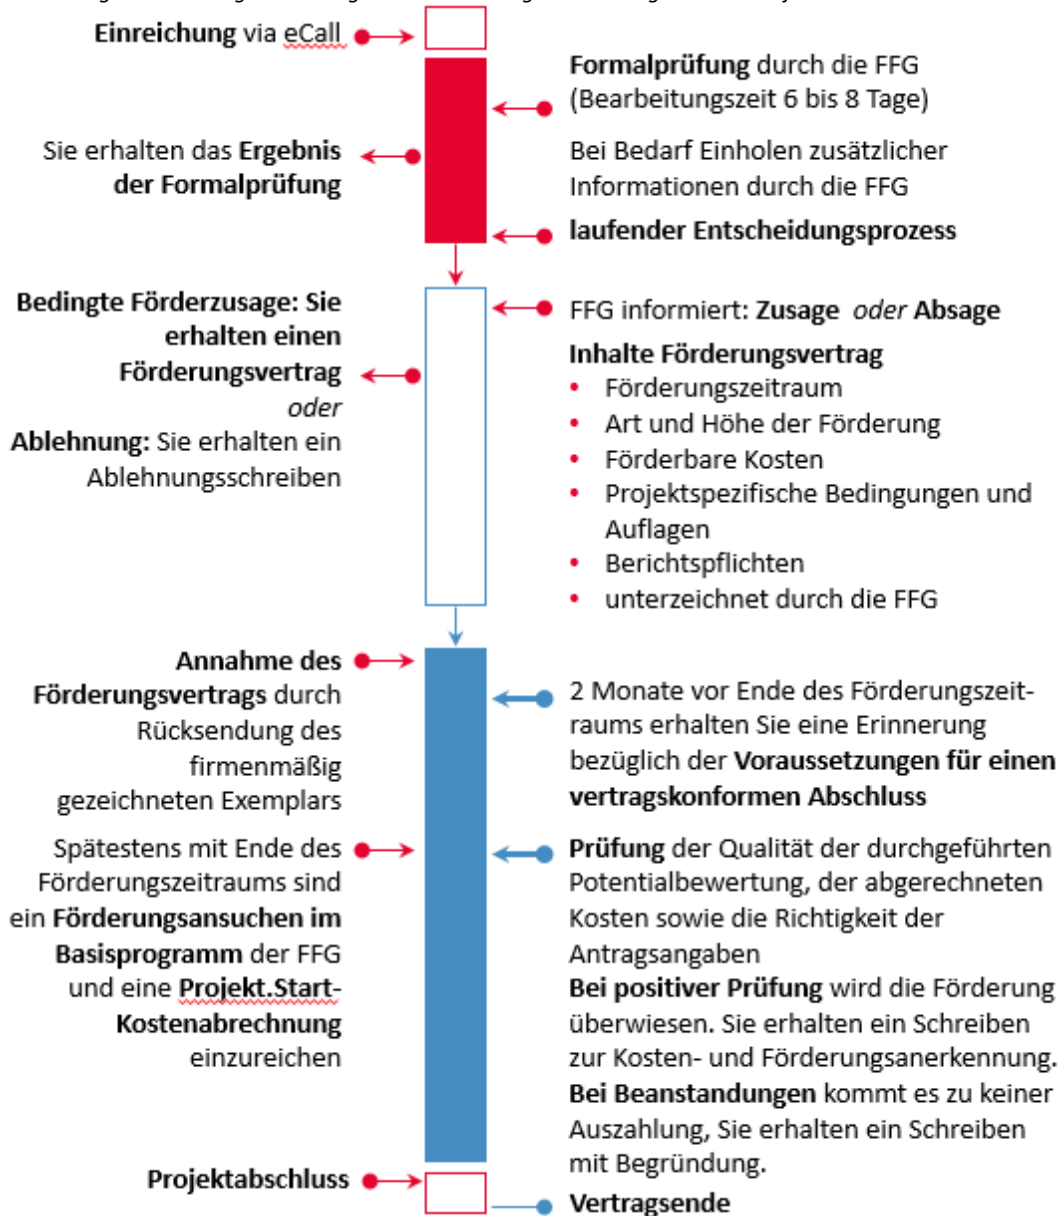 Einreichung via eCall
Formalprüfung durch die FFG
(Bearbeitungszeit 6 bis 8 Tage)
Sie erhalten das Ergebnis
der Formalprüfung
Bei Bedarf Einholen zusätzlicher
Informationen durch die FFG
laufender Entscheidungsprozess
Bedingte Förderzusage: Sie
erhalten einen
Förderungsvertrag
oder
Ablehnung: Sie erhalten ein
Ablehnungsschreiben
FFG informiert: Zusage oder Absage
Inhalte Förderungsvertrag
• Förderungszeitraum
• Art und Höhe der Förderung
• Förderbare Kosten
• Projektspezifische Bedingungen und
Auflagen
• Berichtspflichten
• unterzeichnet durch die FFG
Annahme des
Förderungsvertrags durch
Rücksendung des
firmenmäßig
gezeichneten Exemplars
2 Monate vor Ende des Förderungszeit-
raums erhalten Sie eine Erinnerung
bezüglich der Voraussetzungen für einen
vertragskonformen Abschluss
Spätestens mit Ende des
Förderungszeitraums sind
ein Förderungsansuchen im
Basisprogramm der FFG
und eine Projekt.Start-
Kostenabrechnung
einzureichen
Prüfung der Qualität der durchgeführten
Potentialbewertung, der abgerechneten
Kosten sowie die Richtigkeit der
Antragsangaben
Bei positiver Prüfung wird die Förderung
überwiesen. Sie erhalten ein Schreiben
zur Kosten- und Förderungsanerkennung.
Bei Beanstandungen kommt es zu keiner
Auszahlung, Sie erhalten ein Schreiben
mit Begründung.
Projektabschluss
Vertragsende